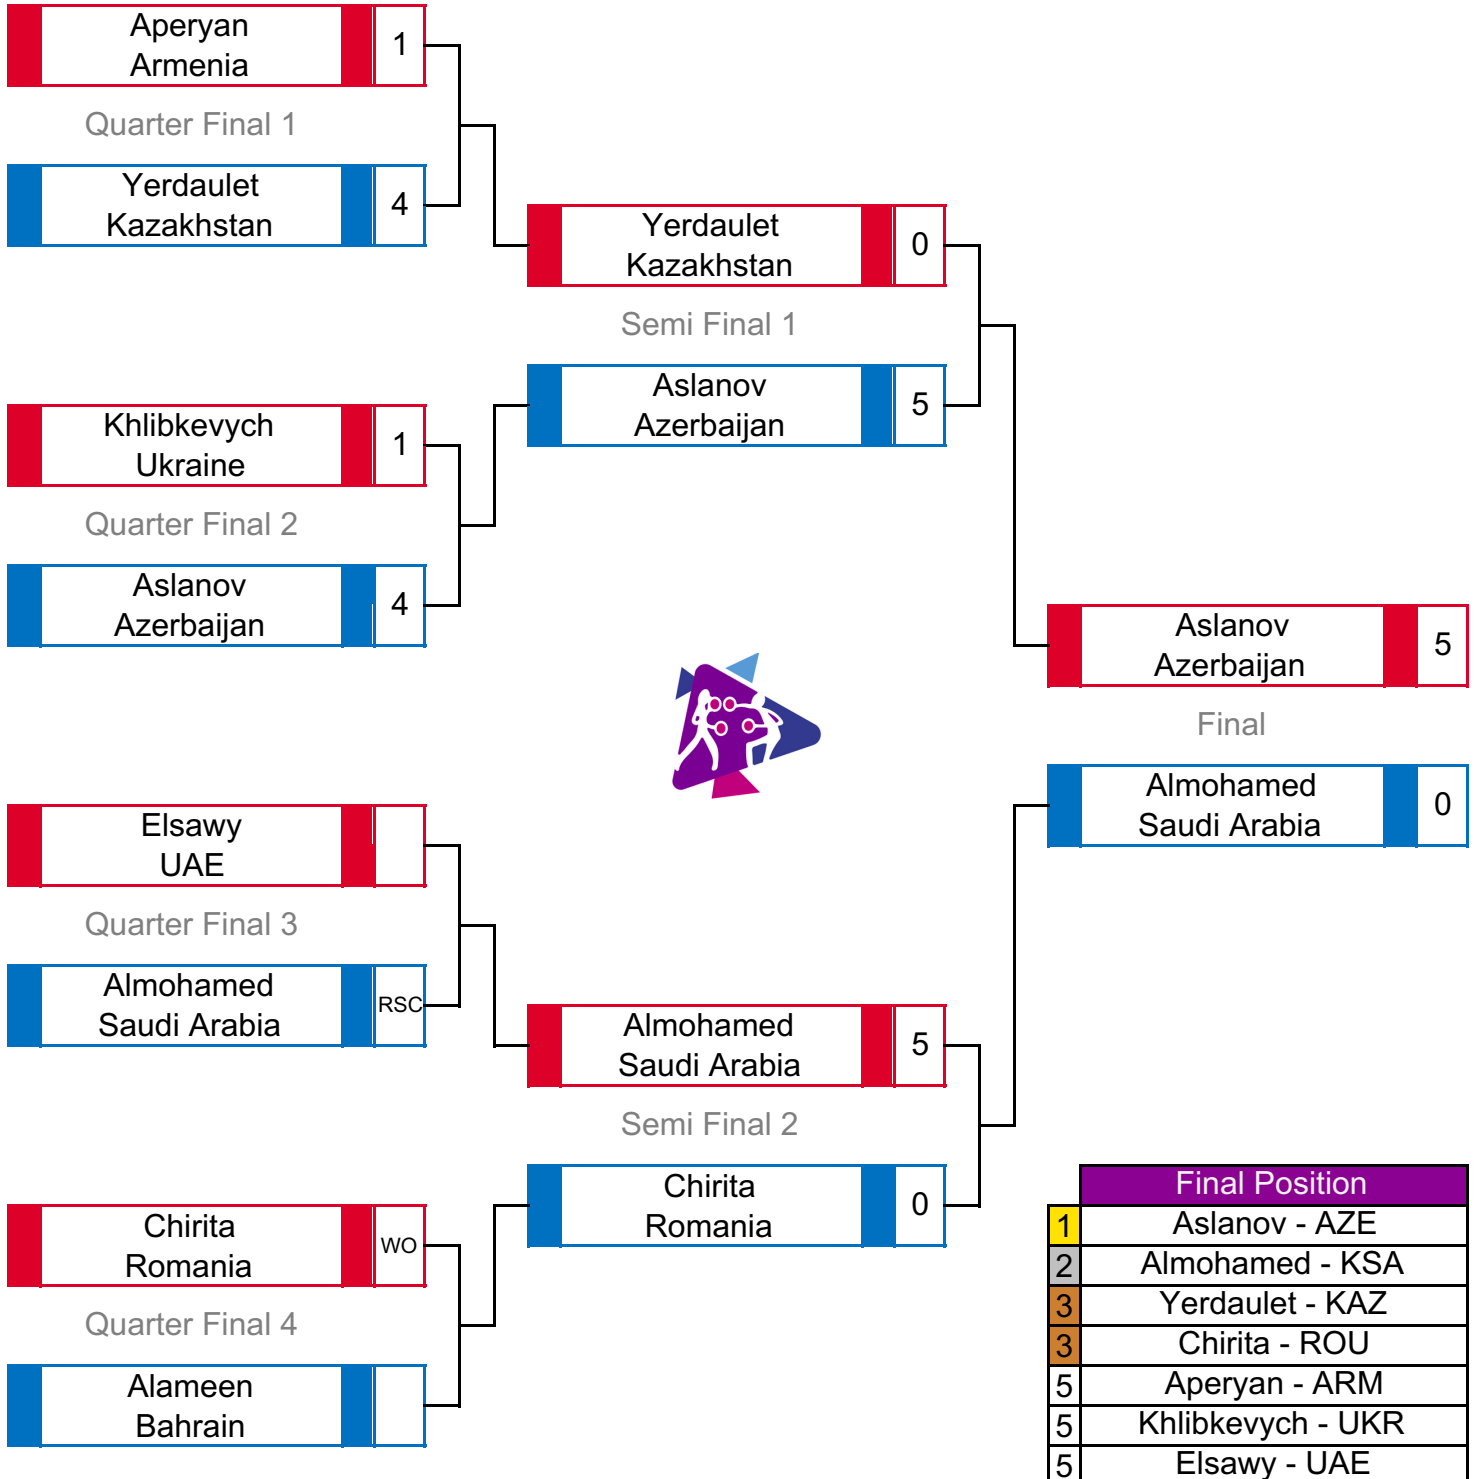 Aperyan
Armenia
1
Quarter Final 1
Yerdaulet
Kazakhstan
4
Yerdaulet
Kazakhstan
0
Semi Final 1
Aslanov
Azerbaijan
5
Khlibkevych
Ukraine
1
Quarter Final 2
Aslanov
Azerbaijan
4
Aslanov
Azerbaijan
5
Final
Almohamed
Saudi Arabia
0
Elsawy
UAE
Quarter Final 3
Almohamed
Saudi Arabia
RSC
Almohamed
Saudi Arabia
5
Semi Final 2
Chirita
Romania
0
Chirita
Romania
WO
Quarter Final 4
Alameen
Bahrain
Final Position
1 Aslanov - AZE
2 Almohamed - KSA
3 Yerdaulet - KAZ
3 Chirita - ROU
5 Aperyan - ARM
5 Khlibkevych - UKR
5 Elsawy - UAE